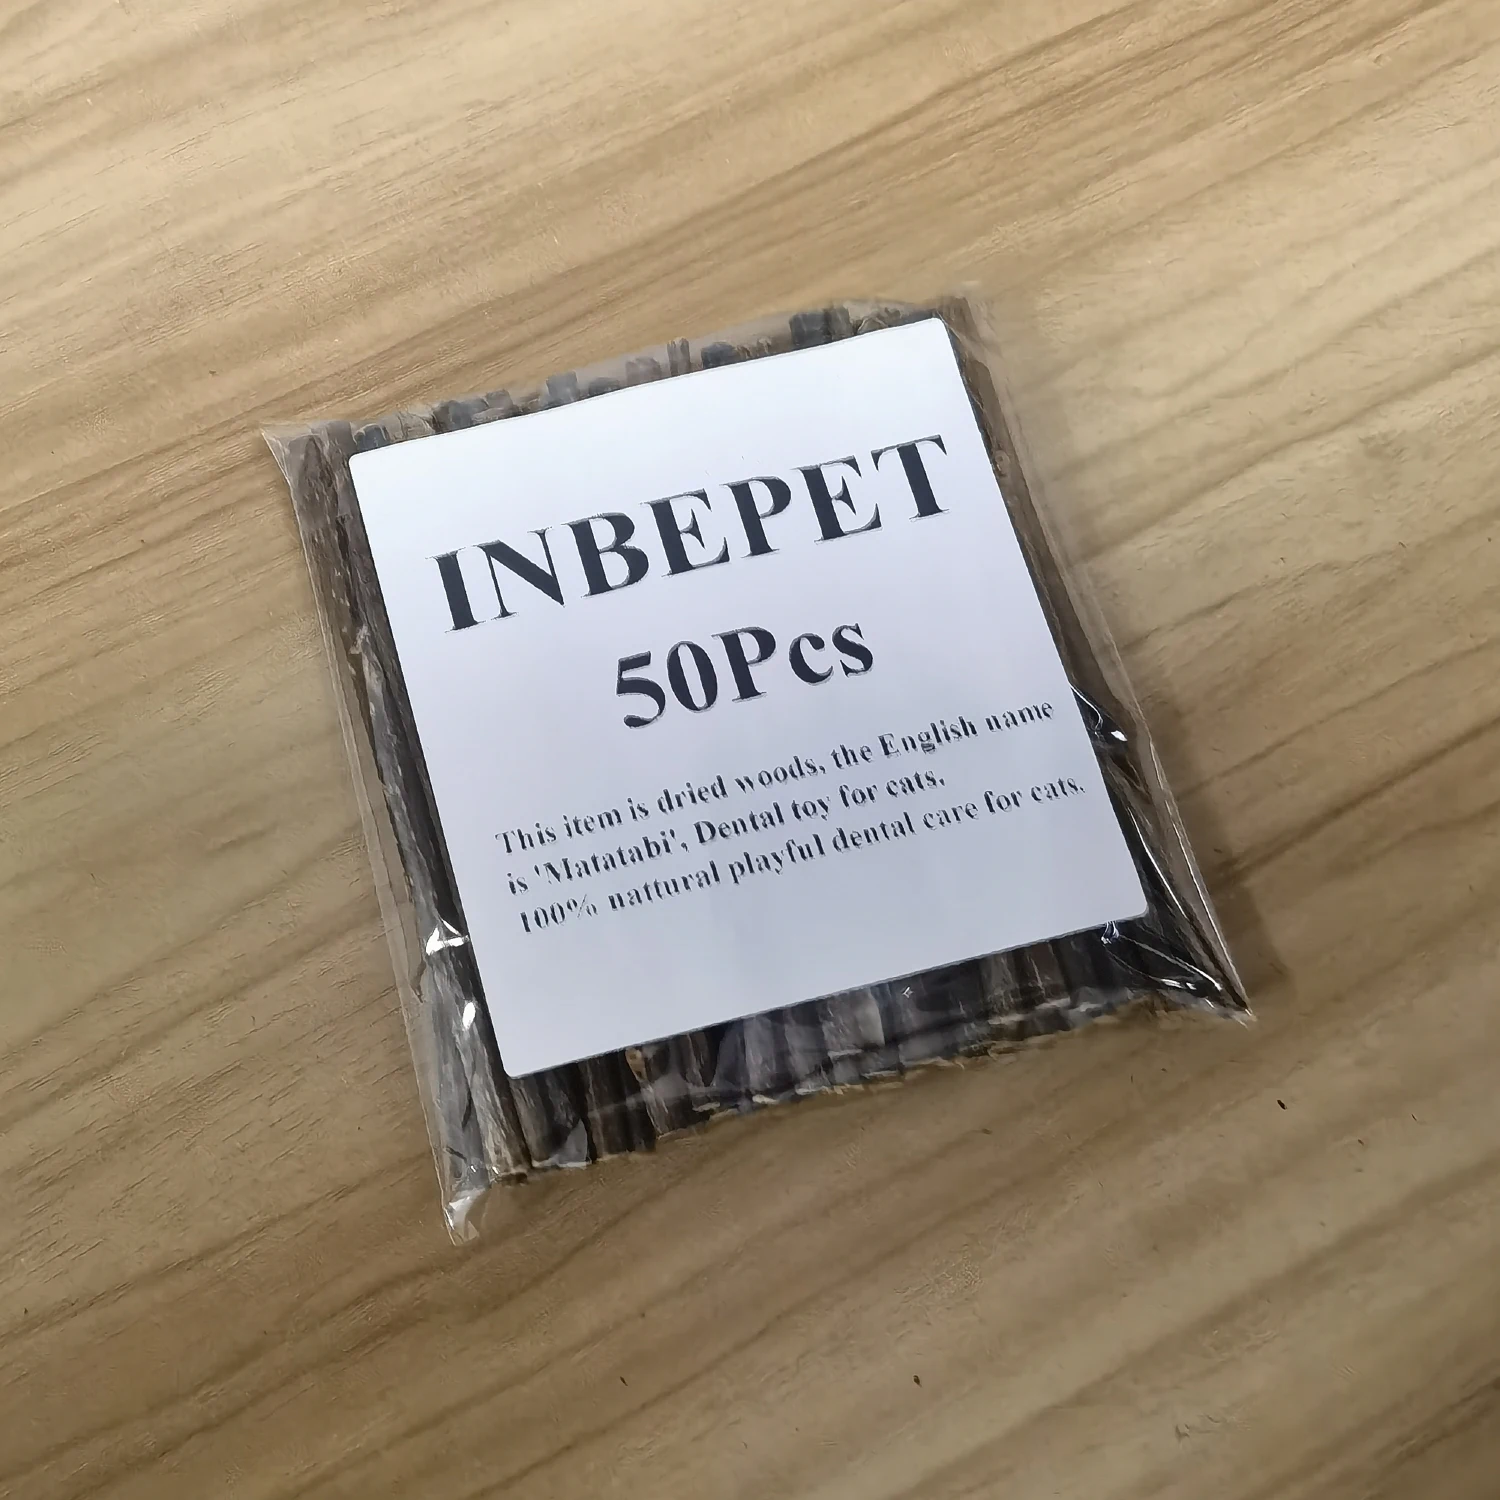 INBEPET
50Pcs
This item is dried woods, the English name
is 'Matatabi', Dental toy for cats.
100% nattural playful dental care for cats.